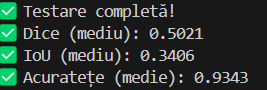 ✅ Testare completă!
✅ Dice (mediu): 0.5021
✅ IoU (mediu): 0.3406
✅ Acuratețe (medie): 0.9343